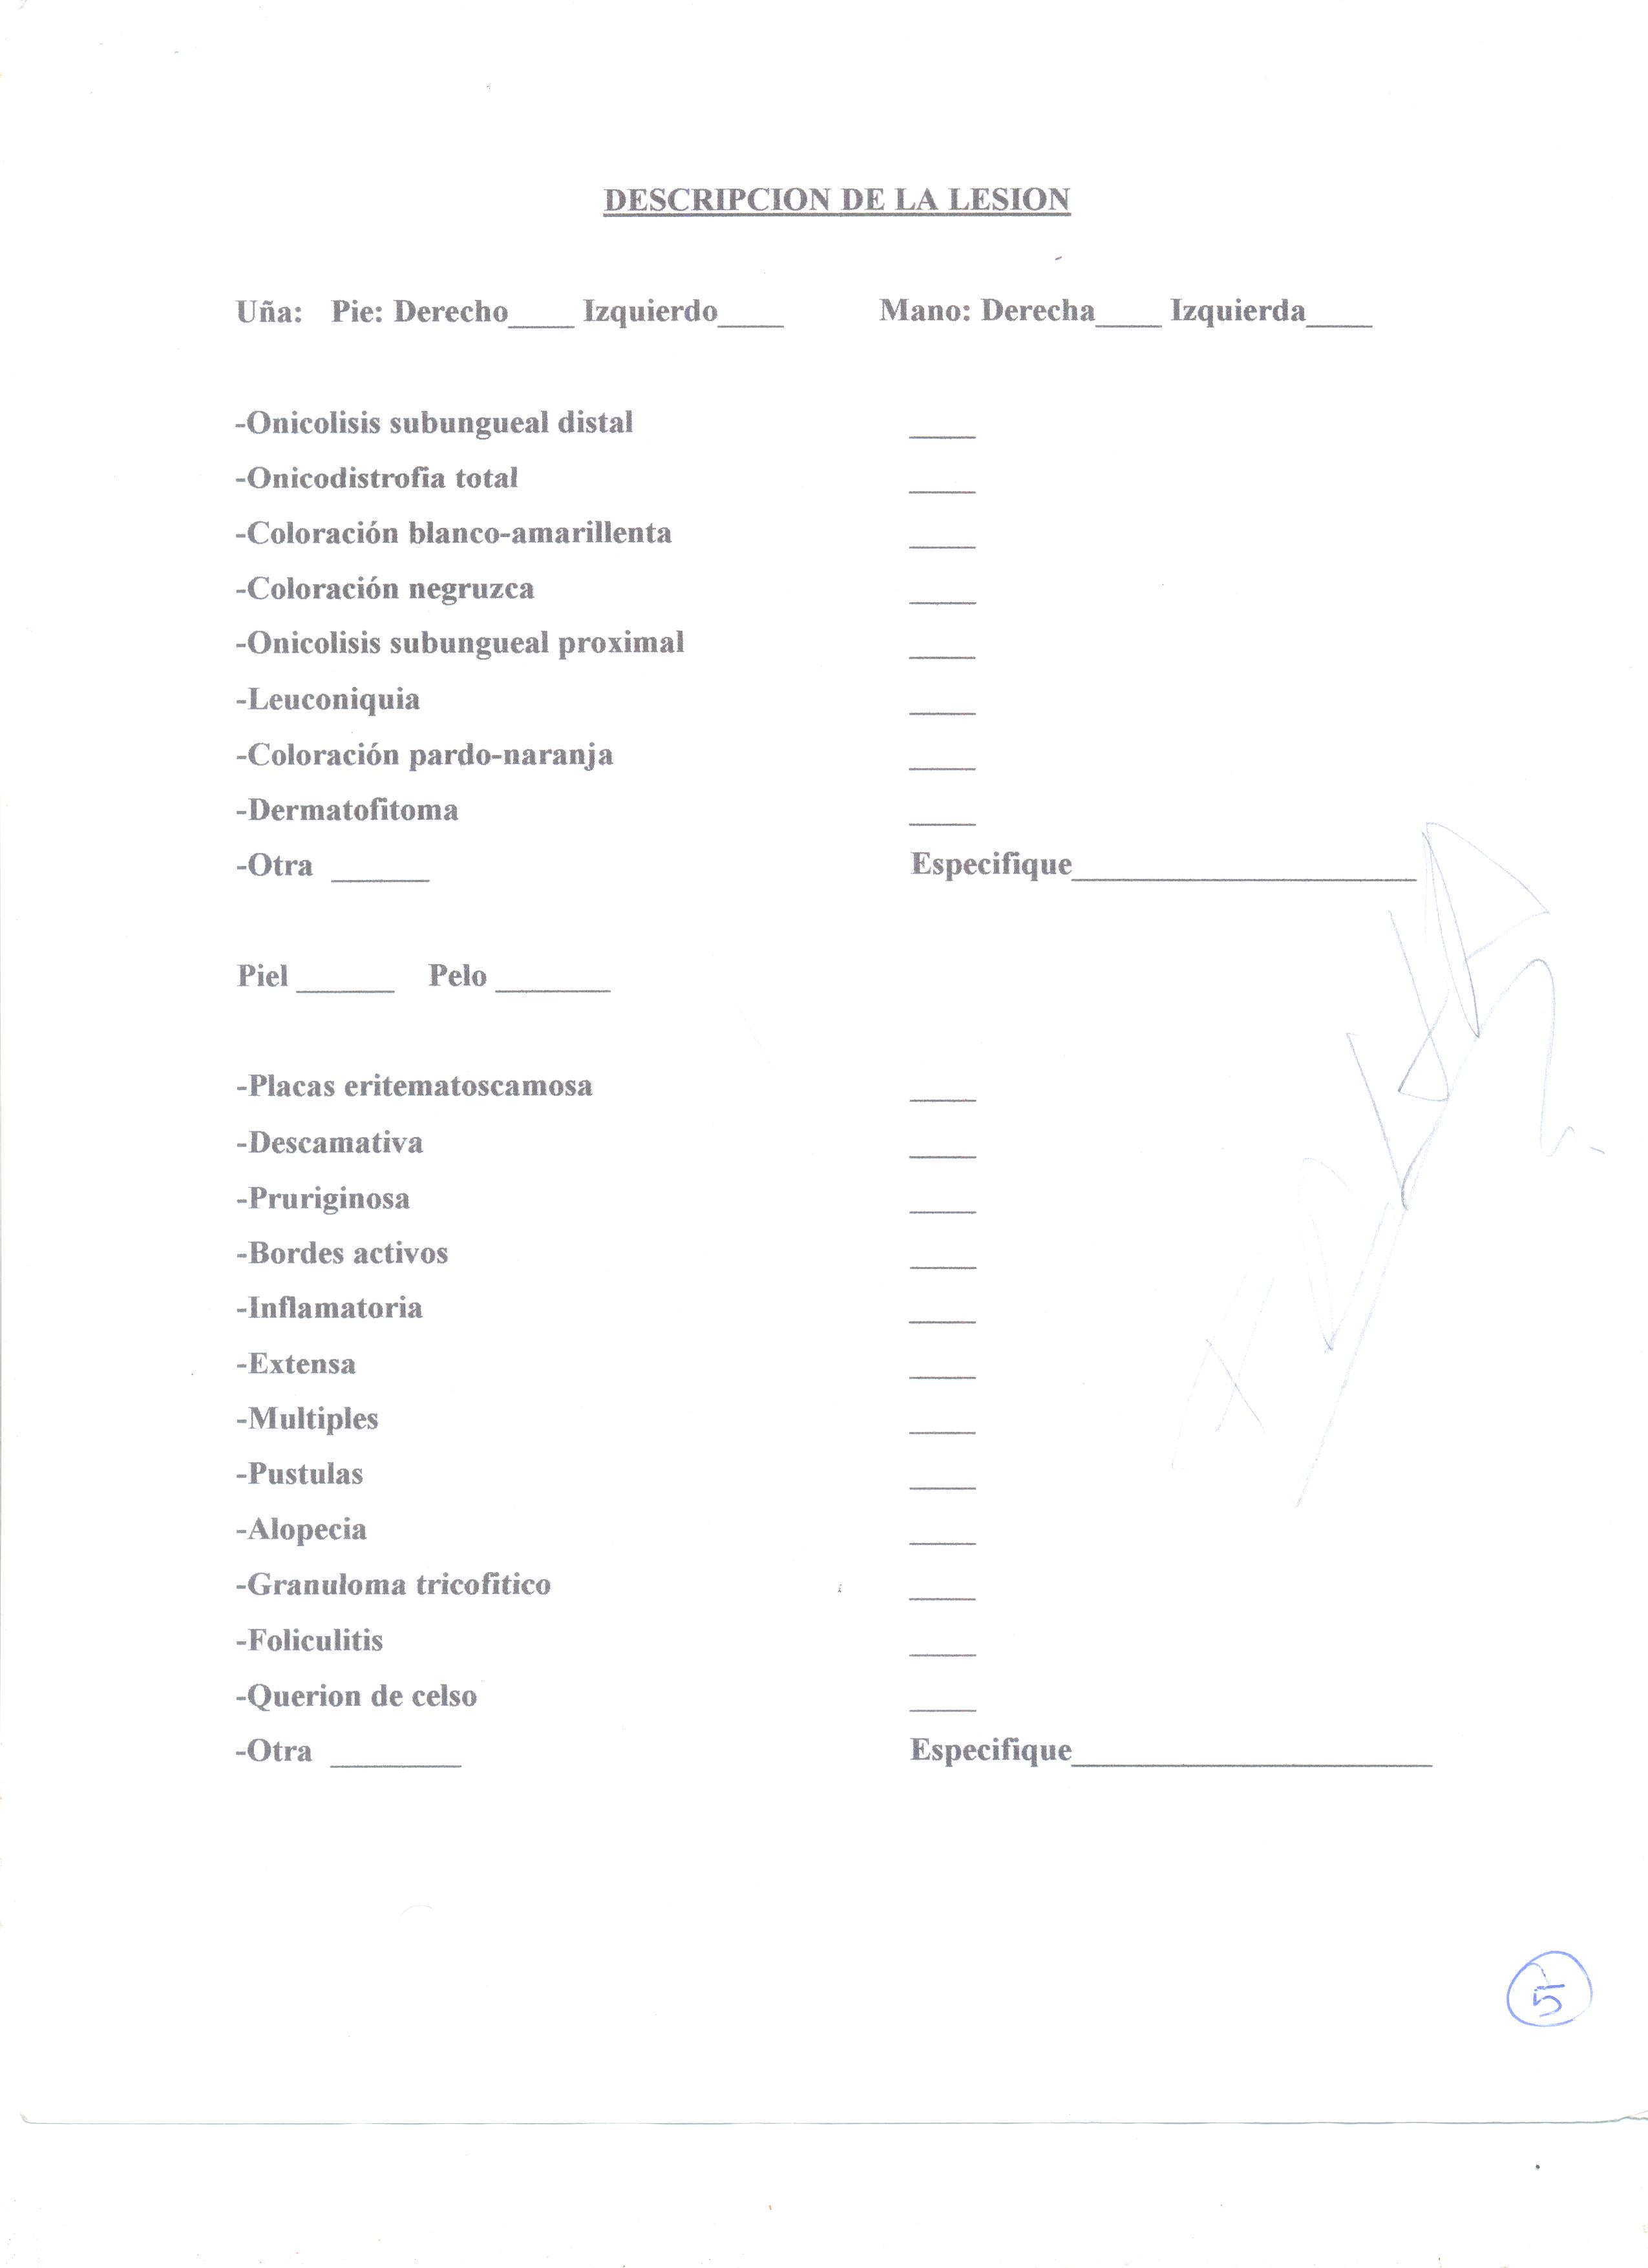 DESCRIPCION DE LA LESION
Uña: Pie: Derecho____ Izquierdo____ Mano: Derecha____ Izquierda____
-Onicolisis subungueal distal ____
-Onicodistrofia total ____
-Coloración blanco-amarillenta ____
-Coloración negruzca ____
-Onicolisis subungueal proximal ____
-Leuconiquia ____
-Coloración pardo-naranja ____
-Dermatofitoma ____
-Otra ______ Especifique_____________________
Piel ______ Pelo _______
-Placas eritematoscamosa ____
-Descamativa ____
-Pruriginosa ____
-Bordes activos ____
-Inflamatoria ____
-Extensa ____
-Multiples ____
-Pustulas ____
-Alopecia ____
-Granuloma tricofitico ____
-Foliculitis ____
-Querion de celso ____
-Otra ________ Especifique______________________
5